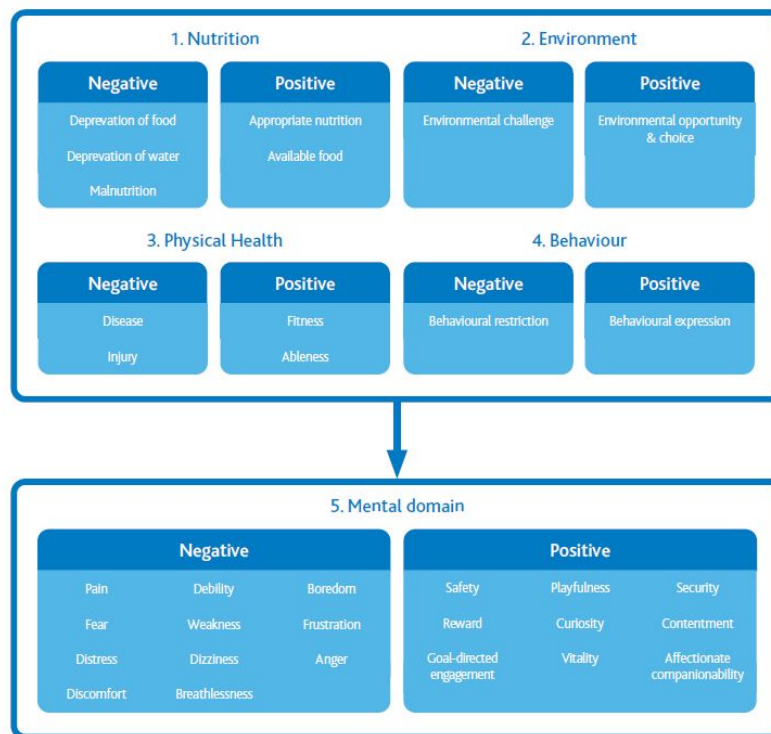 1. Nutrition
Negative
Deprevation of food
Deprevation of water
Malnutrition
Positive
Appropriate nutrition
Available food
2. Environment
Negative
Environmental challenge
Positive
Environmental opportunity
& choice
3. Physical Health
Negative
Disease
Injury
Positive
Fitness
Ableness
4. Behaviour
Negative
Behavioural restriction
Positive
Behavioural expression
5. Mental domain
Negative
Pain
Debility
Boredom
Fear
Weakness
Frustration
Distress
Dizziness
Anger
Discomfort
Breathlessness
Positive
Safety
Playfulness
Security
Reward
Curiosity
Contentment
Goal-directed
engagement
Vitality
Affectionate
companionability